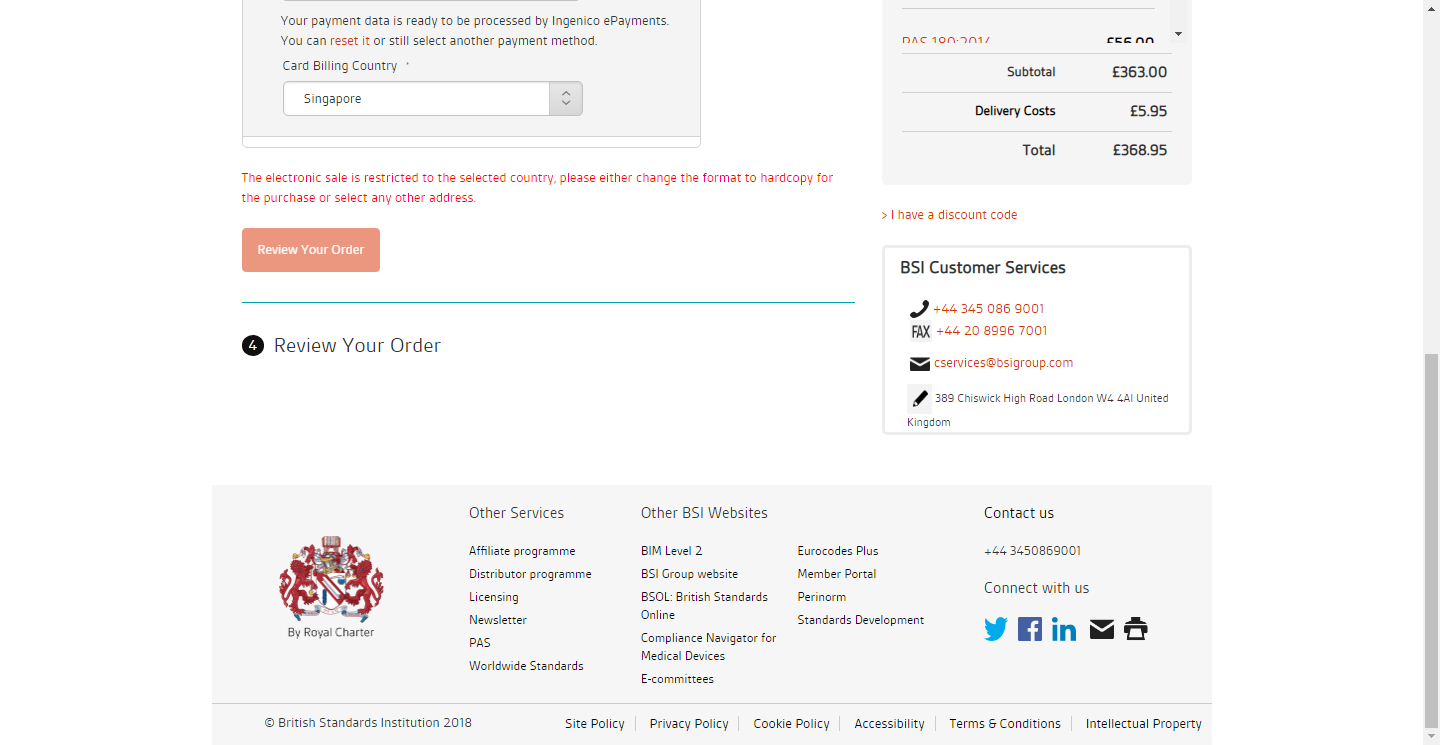 Your payment data is ready to be processed by Ingenico ePayments.
You can reset it or still select another payment method.
Card Billing Country *
Singapore
The electronic sale is restricted to the selected country, please either change the format to hardcopy for
the purchase or select any other address.
Review Your Order
4 Review Your Order
PAS 180:2014 £56.00
Subtotal £363.00
Delivery Costs £5.95
Total £368.95
> I have a discount code
BSI Customer Services
+44 345 086 9001
FAX +44 20 8996 7001
cservices@bsigroup.com
389 Chiswick High Road London W4 4AI United
Kingdom
By Royal Charter
Other Services
Affiliate programme
Distributor programme
Licensing
Newsletter
PAS
Worldwide Standards
Other BSI Websites
BIM Level 2
BSI Group website
BSOL: British Standards
Online
Compliance Navigator for
Medical Devices
E-committees
Eurocodes Plus
Member Portal
Perinorm
Standards Development
Contact us
+44 3450869001
Connect with us
© British Standards Institution 2018
Site Policy
Privacy Policy
Cookie Policy
Accessibility
Terms & Conditions
Intellectual Property